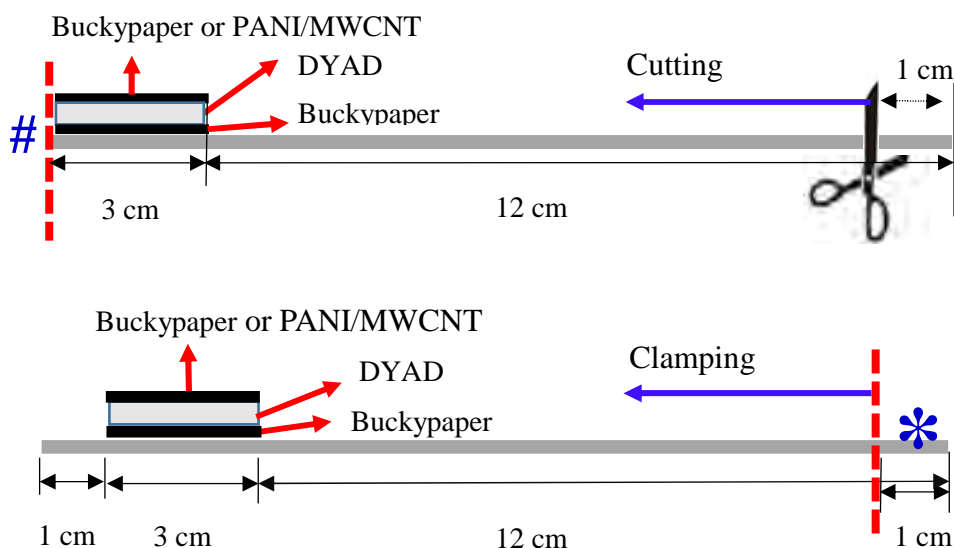 Buckypaper or PANI/MWCNT
DYAD
Cutting
1 cm
Buckypaper
#
3 cm
12 cm
Buckypaper or PANI/MWCNT
DYAD
Clamping
Buckypaper
*
1 cm
3 cm
12 cm
1 cm